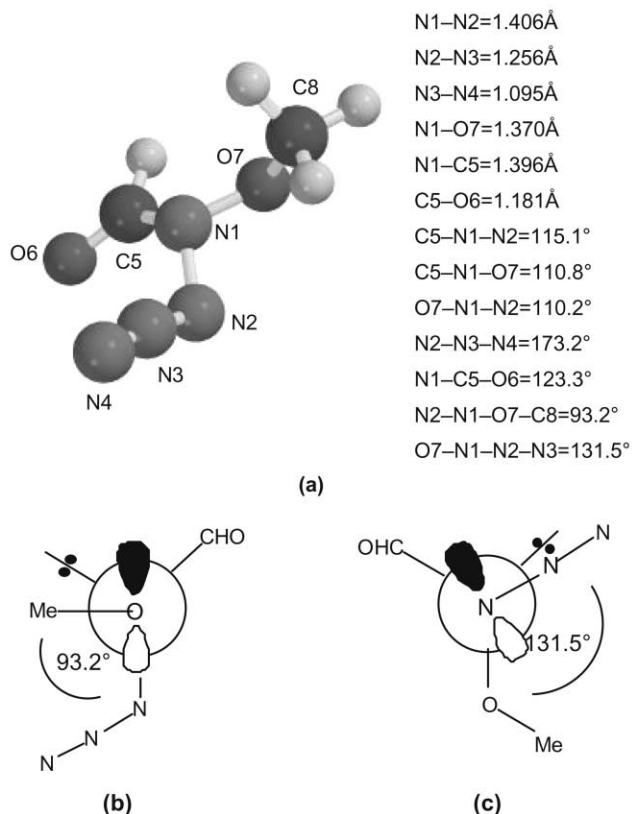 N1–N2=1.406Å
N2–N3=1.256Å
N3–N4=1.095Å
N1–O7=1.370Å
N1–C5=1.396Å
C5–O6=1.181Å
C5–N1–N2=115.1°
C5–N1–O7=110.8°
O7–N1–N2=110.2°
N2–N3–N4=173.2°
N1–C5–O6=123.3°
N2–N1–O7–C8=93.2°
O7–N1–N2–N3=131.5°
C8
O7
N1
O6
C5
N2
N3
N4
(a)
CHO
Me
O
93.2°
N
N
N
(b)
OHC
N
N
N
131.5°
O
Me
(c)